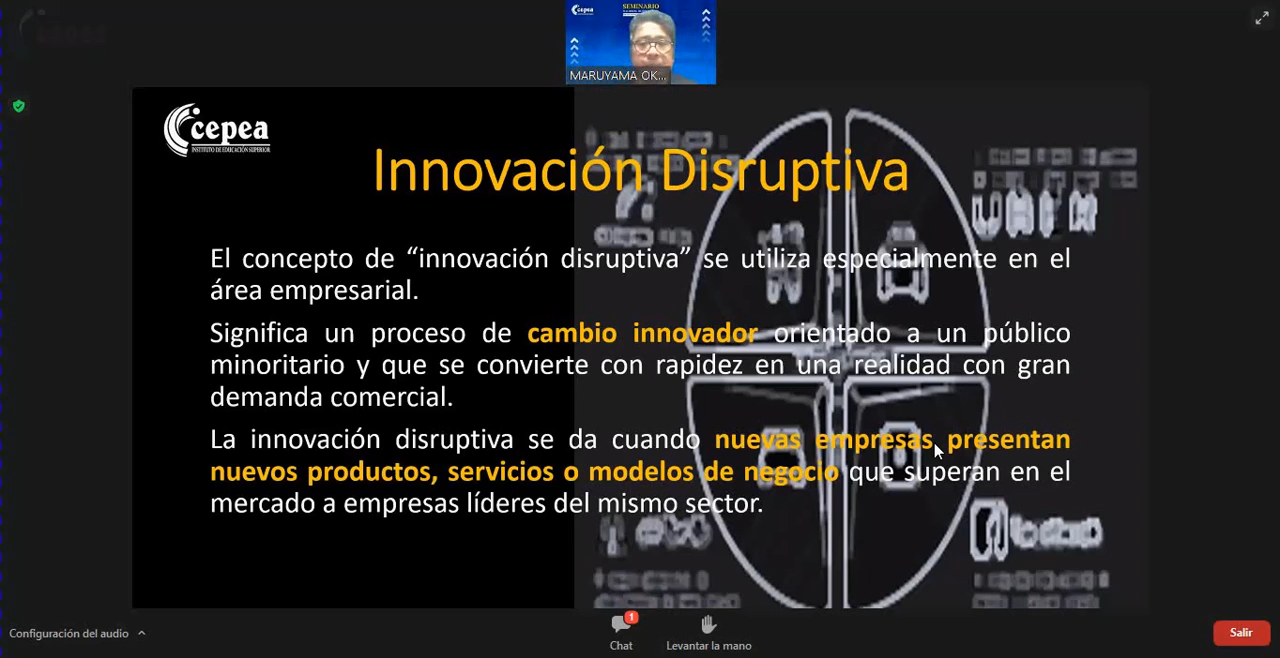 cepea
SEMINARIO
MARUYAMA OK...
cepea
INSTITUTO DE EDUCACIÓN SUPERIOR
Innovación Disruptiva
UBER
El concepto de “innovación disruptiva” se utiliza especialmente en el
área empresarial.
Significa un proceso de cambio innovador orientado a un público
minoritario y que se convierte con rapidez en una realidad con gran
demanda comercial.
La innovación disruptiva se da cuando nuevas empresas presentan
nuevos productos, servicios o modelos de negocio que superan en el
mercado a empresas líderes del mismo sector.
Configuración del audio
1
Chat
Levantar la mano
Salir